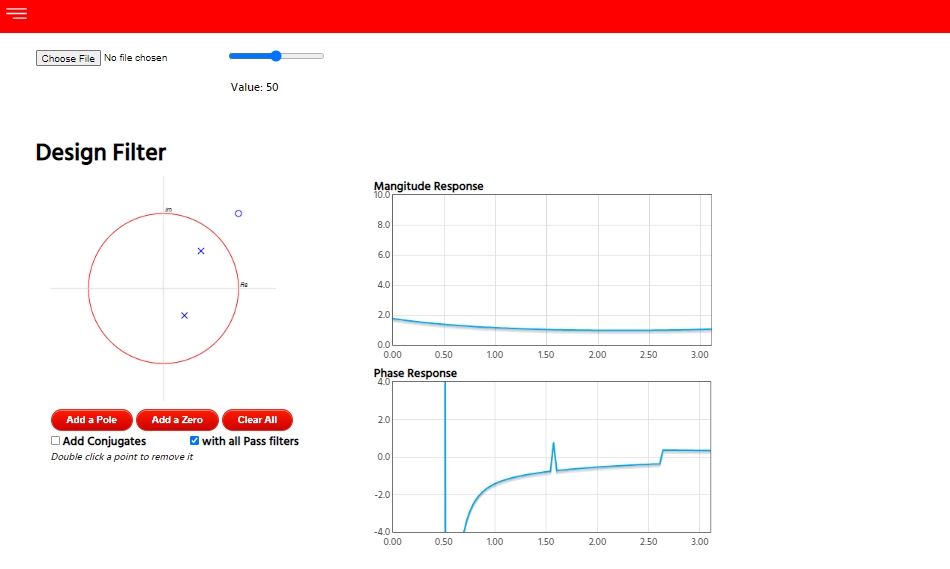 Choose File No file chosen
Value: 50
Design Filter
Im
Re
Add a Pole Add a Zero Clear All
Add Conjugates with all Pass filters
Double click a point to remove it
Mangitude Response
10.0
8.0
6.0
4.0
2.0
0.0
0.00 0.50 1.00 1.50 2.00 2.50 3.00
Phase Response
4.0
2.0
0.0
-2.0
-4.0
0.00 0.50 1.00 1.50 2.00 2.50 3.00